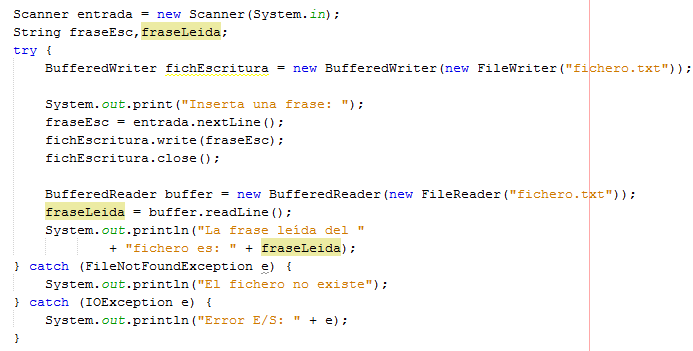 Scanner entrada = new Scanner(System.in);
String fraseEsc,fraseLeida;
try {
BufferedWriter fichEscritura = new BufferedWriter(new FileWriter("fichero.txt"));
System.out.print("Inserta una frase: ");
fraseEsc = entrada.nextLine();
fichEscritura.write(fraseEsc);
fichEscritura.close();
BufferedReader buffer = new BufferedReader(new FileReader("fichero.txt"));
fraseLeida = buffer.readLine();
System.out.println("La frase leída del "
+ "fichero es: " + fraseLeida);
} catch (FileNotFoundException e) {
System.out.println("El fichero no existe");
} catch (IOException e) {
System.out.println("Error E/S: " + e);
}